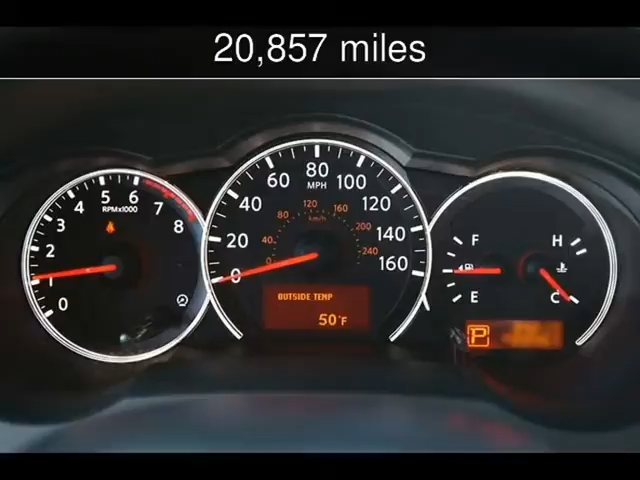 20,857 miles
0 1 2 3 4 5 6 7 8
RPMx1000
0 20 40 60 80 100 120 140 160
MPH
0 40 80 120 160 200 240
km/h
OUTSIDE TEMP
50°F
F
E
H
C
P